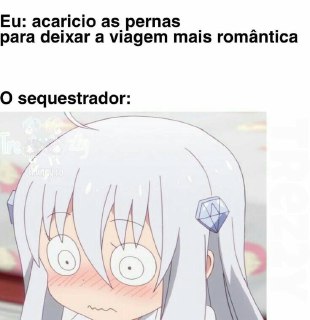 Eu: acaricio as pernas
para deixar a viagem mais romântica
O sequestrador: